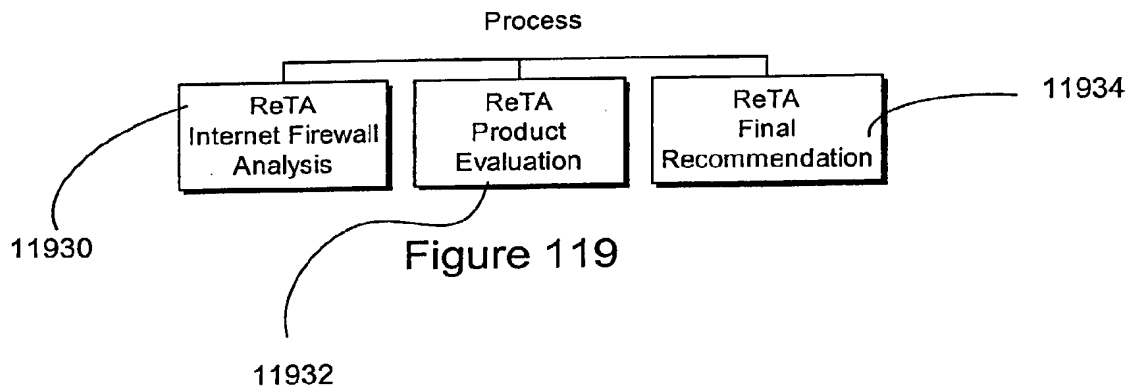 Process
ReTA
Internet Firewall
Analysis
ReTA
Product
Evaluation
ReTA
Final
Recommendation
11934
11930
Figure 119
11932